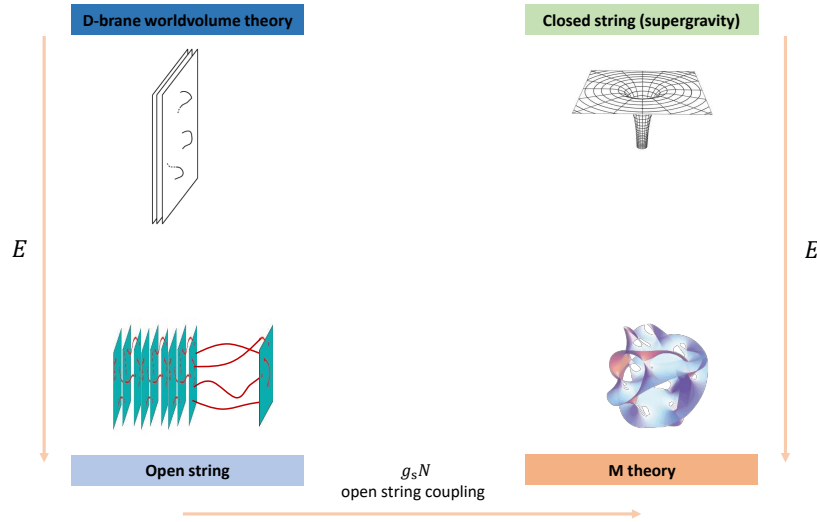 D-brane worldvolume theory
Closed string (supergravity)
E
E
Open string
g_s N
open string coupling
M theory